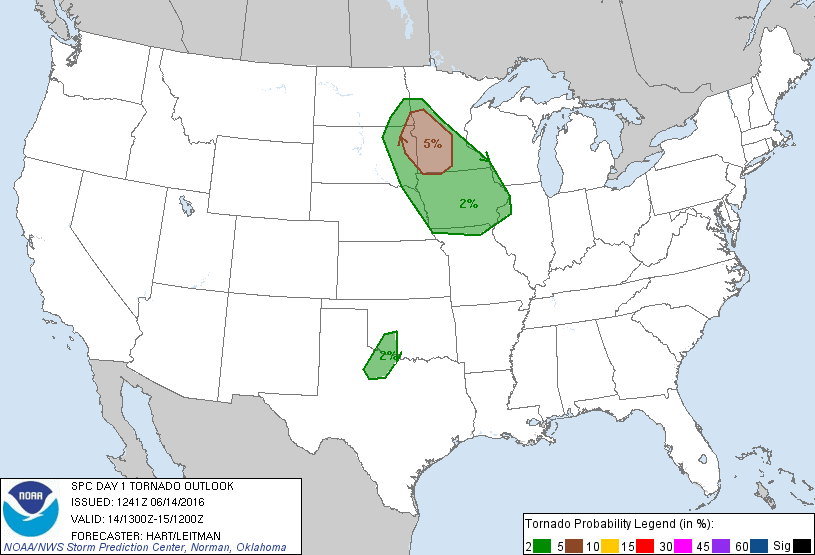 5%
2%
2%
NOAA
SPC DAY 1 TORNADO OUTLOOK
ISSUED: 1241Z 06/14/2016
VALID: 14/1300Z-15/1200Z
FORECASTER: HART/LEITMAN
NOAA/NWS Storm Prediction Center, Norman, Oklahoma
Tornado Probability Legend (in %):
2 5 10 15 30 45 60 Sig